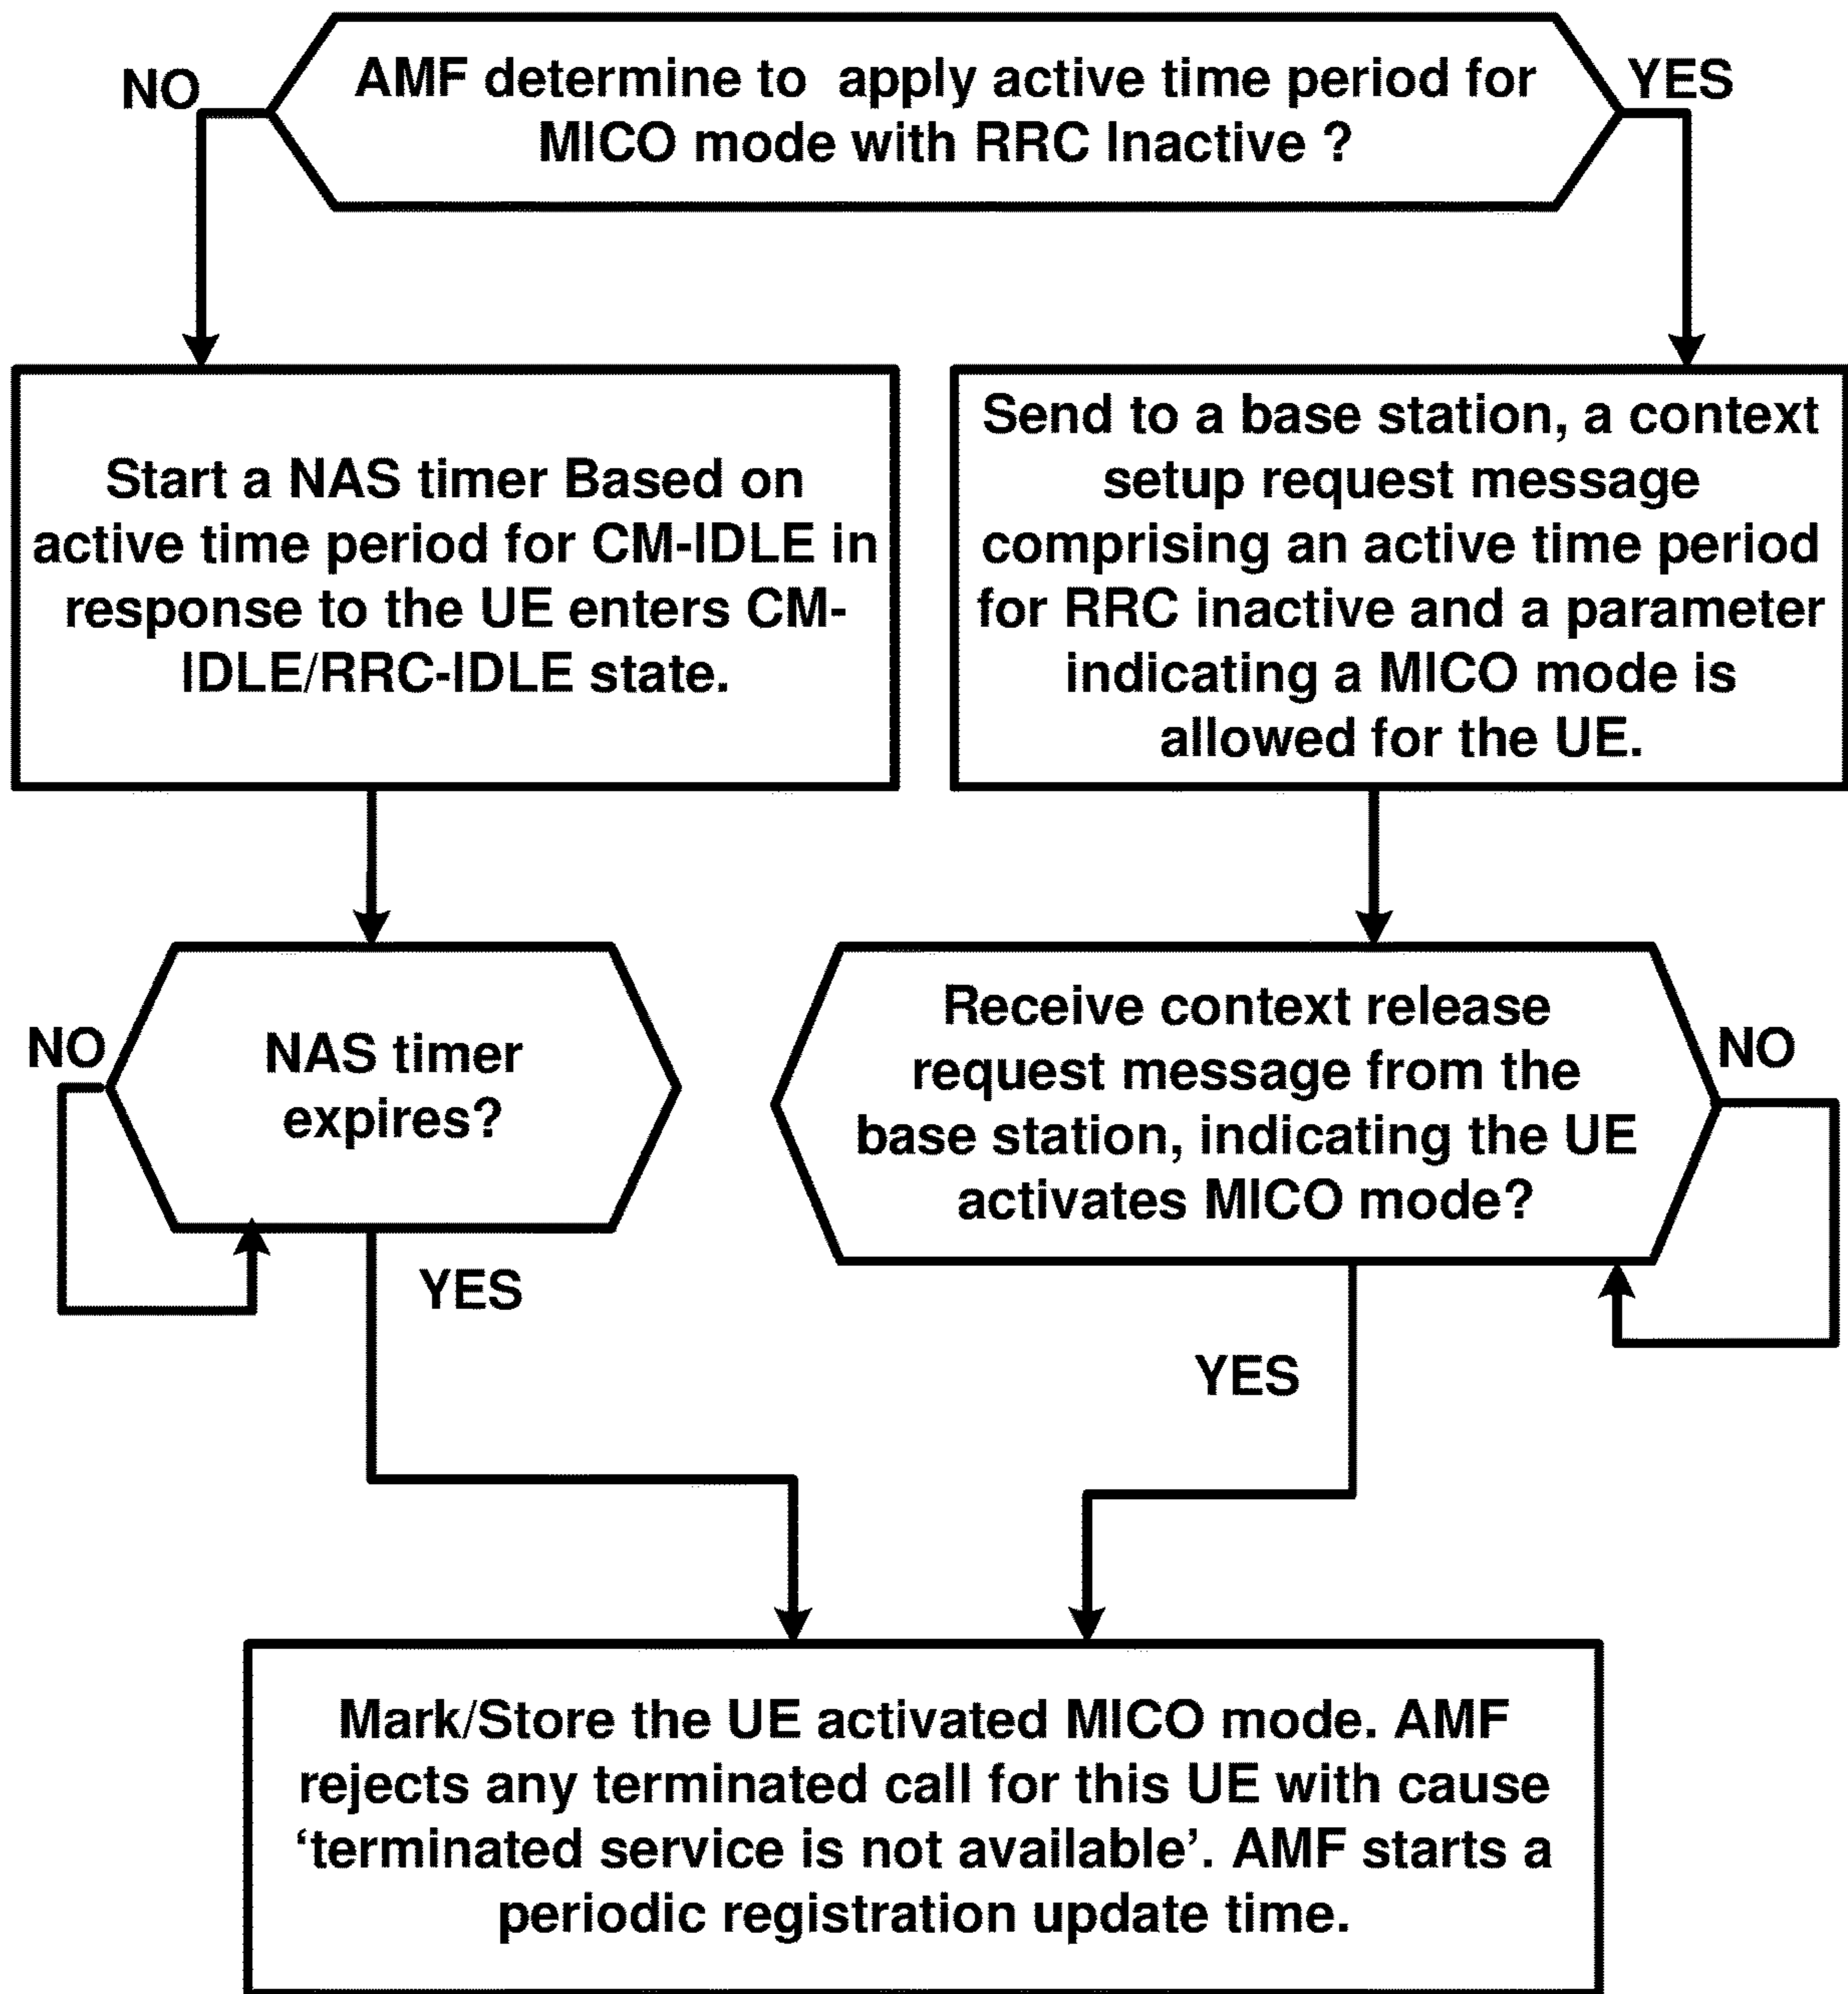 NO
AMF determine to apply active time period for
MICO mode with RRC Inactive ?
YES
Start a NAS timer Based on
active time period for CM-IDLE in
response to the UE enters CM-
IDLE/RRC-IDLE state.
Send to a base station, a context
setup request message
comprising an active time period
for RRC inactive and a parameter
indicating a MICO mode is
allowed for the UE.
NO
NAS timer
expires?
YES
Receive context release
request message from the
base station, indicating the UE
activates MICO mode?
NO
YES
Mark/Store the UE activated MICO mode. AMF
rejects any terminated call for this UE with cause
‘terminated service is not available’. AMF starts a
periodic registration update time.